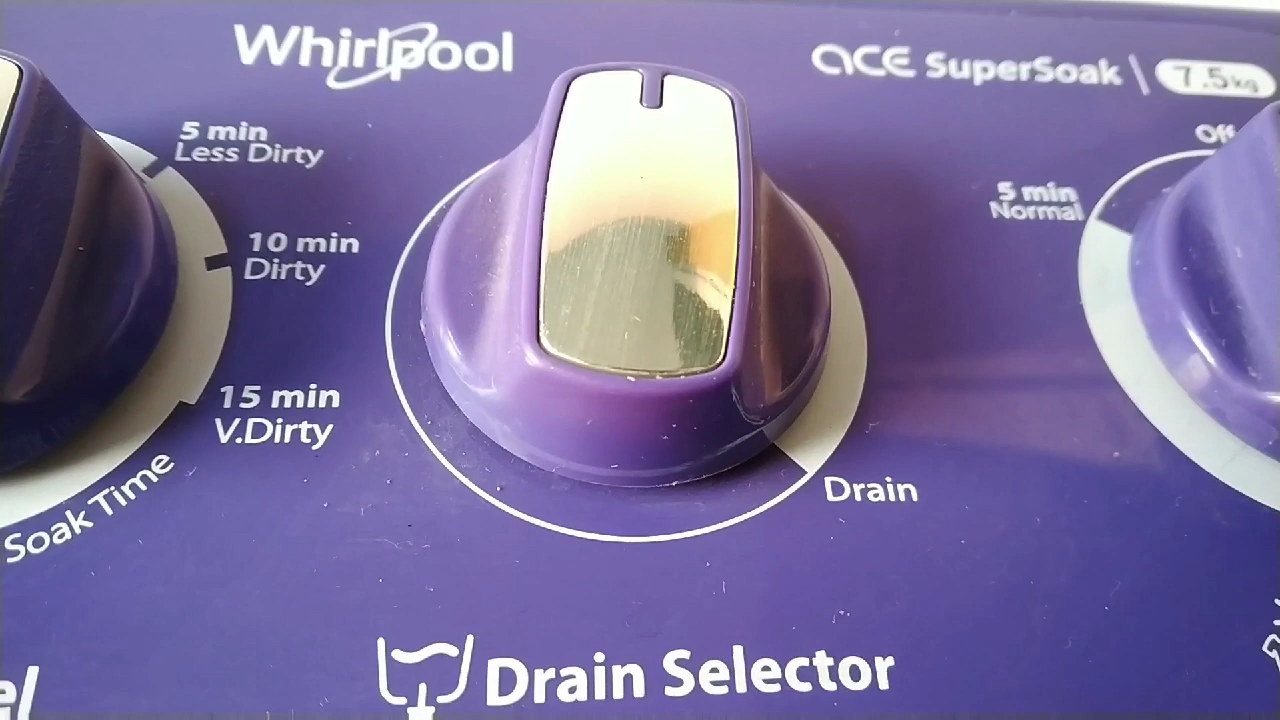 Whirlpool
ace SuperSoak | 7.5kg
5 min
Less Dirty
10 min
Dirty
15 min
V.Dirty
Soak Time
Off
5 min
Normal
Drain
Drain Selector